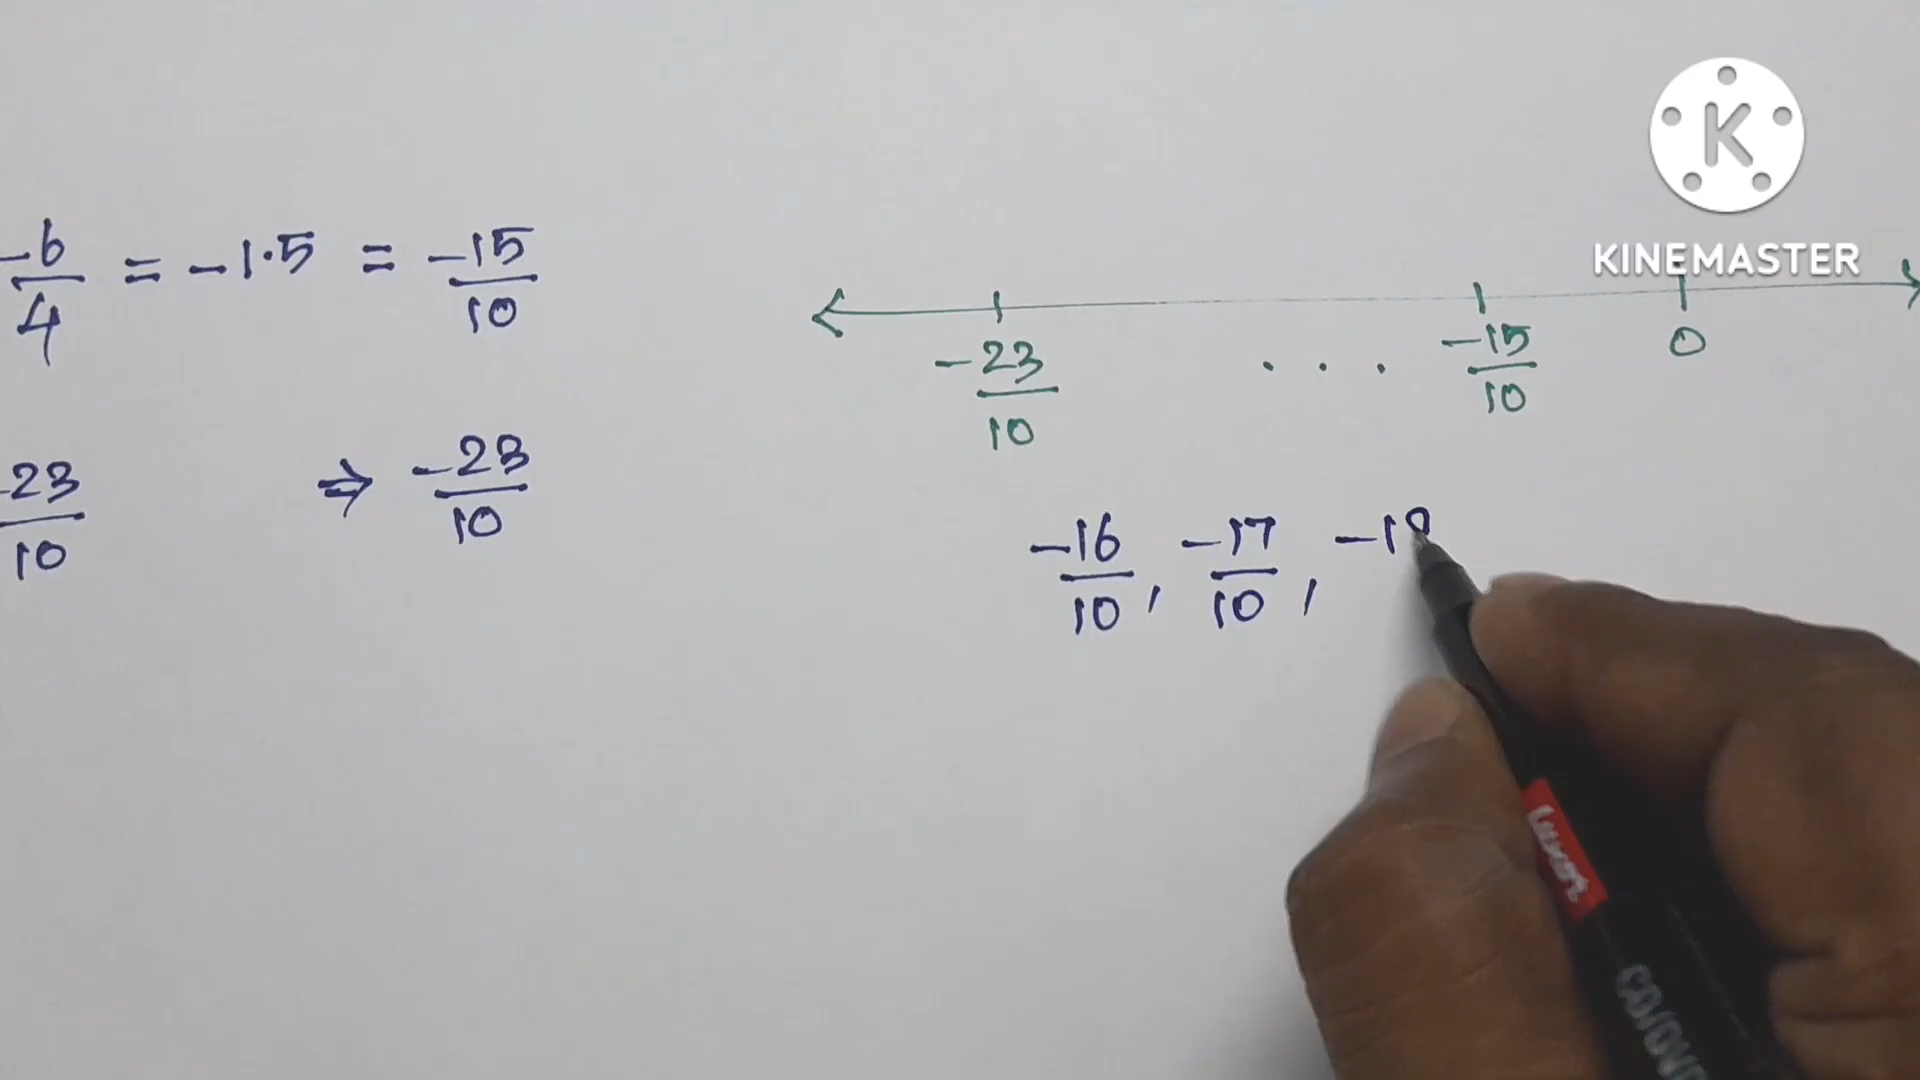 -6/4 = -1.5 = -15/10
-23/10 ⇒ -23/10
-23/10 . . . -15/10 0
-16/10, -17/10, -18
KINEMASTER
Luxor